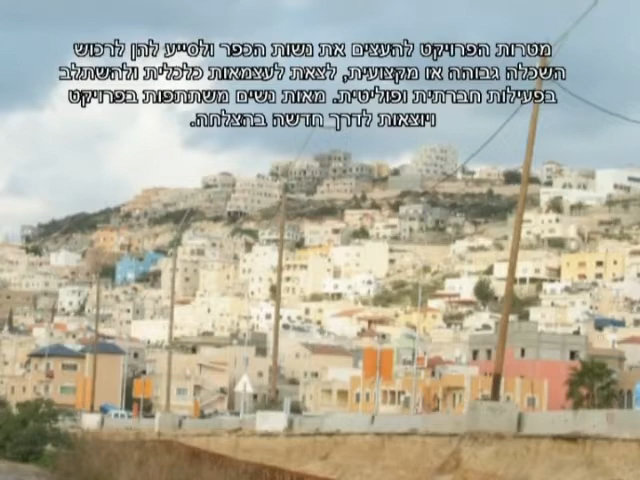 מטרות הפרויקט להעצים את נשות הכפר ולסייע להן לרכוש
השכלה גבוהה או מקצועית, לצאת לעצמאות כלכלית ולהשתלב
בפעילות חברתית ופוליטית. מאות נשים משתתפות בפרויקט
ויוצאות לדרך חדשה בהצלחה.